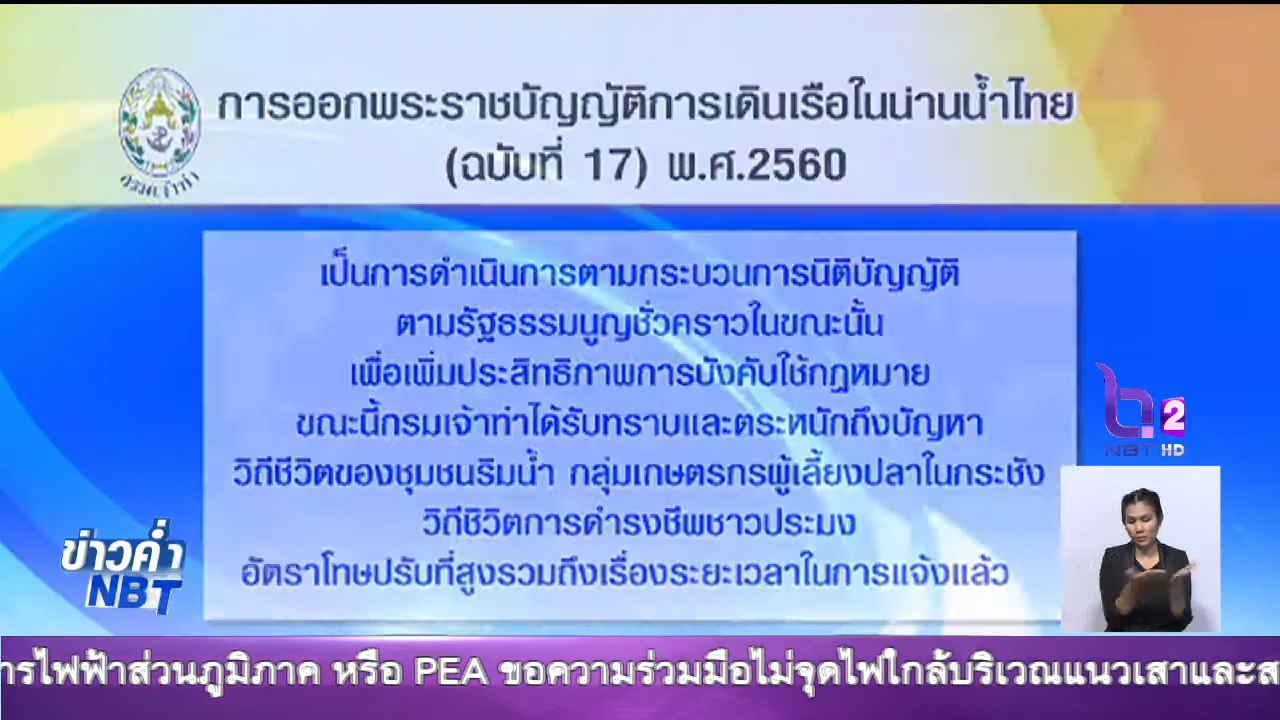 การออกพระราชบัญญัติการเดินเรือในน่านน้ำไทย
(ฉบับที่ 17) พ.ศ.2560
กรมเจ้าท่า
เป็นการดำเนินการตามกระบวนการนิติบัญญัติ
ตามรัฐธรรมนูญชั่วคราวในขณะนั้น
เพื่อเพิ่มประสิทธิภาพการบังคับใช้กฎหมาย
ขณะนี้กรมเจ้าท่าได้รับทราบและตระหนักถึงปัญหา
วิถีชีวิตของชุมชนริมน้ำ กลุ่มเกษตรกรผู้เลี้ยงปลาในกระชัง
วิถีชิวิตการดำรงชีพชาวประมง
อัตราโทษปรับที่สูงรวมถึงเรื่องระยะเวลาในการแจ้งแล้ว
2
NBT HD
ข่าวค่ำ
NBT
ารไฟฟ้าส่วนภูมิภาค หรือ PEA ขอความร่วมมือไม่จุดไฟใกล้บริเวณแนวเสาและส